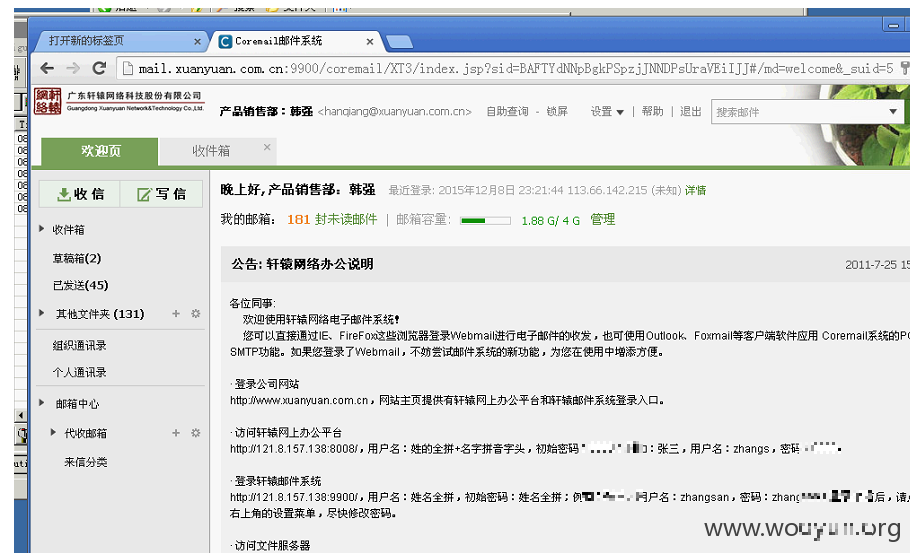 打开新的标签页
Coremail邮件系统
mail.xuanyuan.com.cn:9900/coremail/XT3/index.jsp?sid=BAFTYdNNpBgkPSpzjJNNDPsUraVEiIJJ#/md=welcome&_suid=5
广东轩辕网络科技股份有限公司
Guangdong Xuanyuan Network&Technology Co.,Ltd.
产品销售部：韩强 <hanqiang@xuanyuan.com.cn> 自助查询 - 锁屏 设置 | 帮助 | 退出 搜索邮件
欢迎页 收件箱
收信 写信
晚上好,产品销售部：韩强 最近登录: 2015年12月8日 23:21:44 113.66.142.215 (未知) 详情
我的邮箱： 181 封未读邮件 | 邮箱容量： 1.88 G/ 4 G 管理
收件箱
草稿箱(2)
已发送(45)
其他文件夹 (131)
组织通讯录
个人通讯录
邮箱中心
代收邮箱
来信分类
公告: 轩辕网络办公说明 2011-7-25 15
各位同事:
欢迎使用轩辕网络电子邮件系统!
您可以直接通过IE、FireFox这些浏览器登录Webmail进行电子邮件的收发，也可使用Outlook、Foxmail等客户端软件应用 Coremail系统的PO
SMTP功能。如果您登录了Webmail，不妨尝试邮件系统的新功能，为您在使用中增添方便。
·登录公司网站
http://www.xuanyuan.com.cn，网站主页提供有轩辕网上办公平台和轩辕邮件系统登录入口。
·访问轩辕网上办公平台
http://121.8.157.138:8008/，用户名：姓的全拼+名字拼音字头，初始密码 ：张三，用户名：zhangs，密码
·登录轩辕邮件系统
http://121.8.157.138:9900/，用户名：姓名全拼，初始密码：姓名全拼；例 用户名：zhangsan，密码：zhang 后，请
右上角的设置菜单，尽快修改密码。
·访问文件服务器
www.wooyun.org